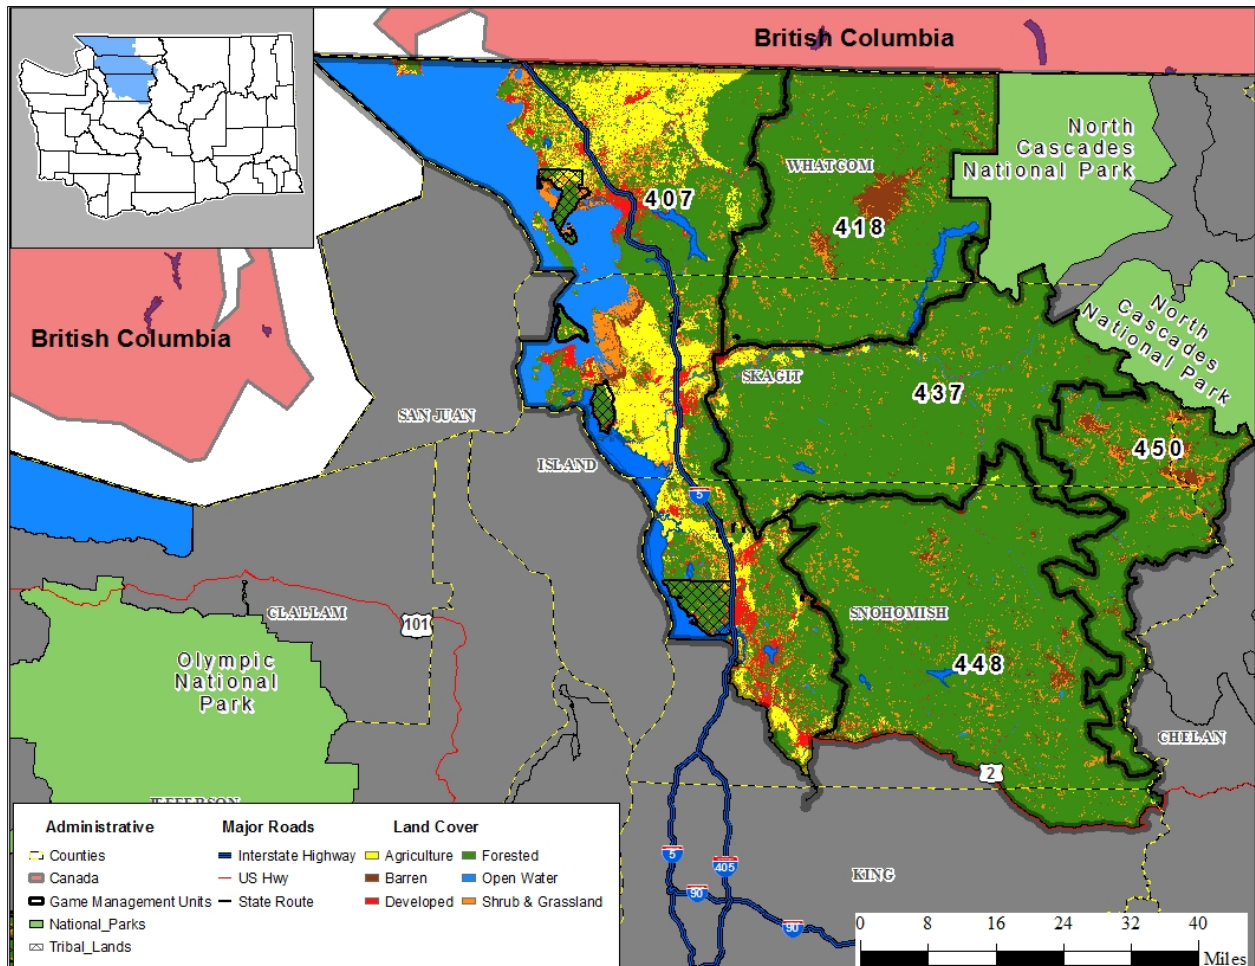 British Columbia
North
Cascades
National Park
WHATCOM
407
418
North
Cascades
National Park
British Columbia
SKAGIT
437
SAN JUAN
450
ISLAND
5
CLALLAM
101
SNOHOMISH
Olympic
National
Park
448
CHELAN
2
JEFFERSON
Administrative
Counties
Canada
Game Management Units
National_Parks
Tribal_Lands
Major Roads
Interstate Highway
US Hwy
State Route
Land Cover
Agriculture
Barren
Developed
Forested
Open Water
Shrub & Grassland
5
405
90
90
KING
0 8 16 24 32 40
Miles